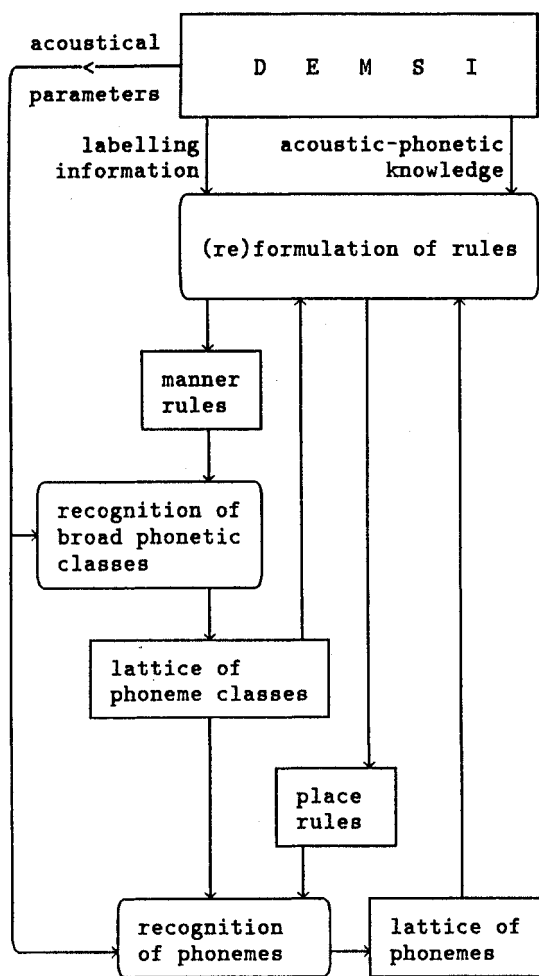 acoustical
parameters
D E M S I
labelling
information
acoustic-phonetic
knowledge
(re)formulation of rules
manner
rules
recognition of
broad phonetic
classes
lattice of
phoneme classes
place
rules
recognition
of phonemes
lattice of
phonemes